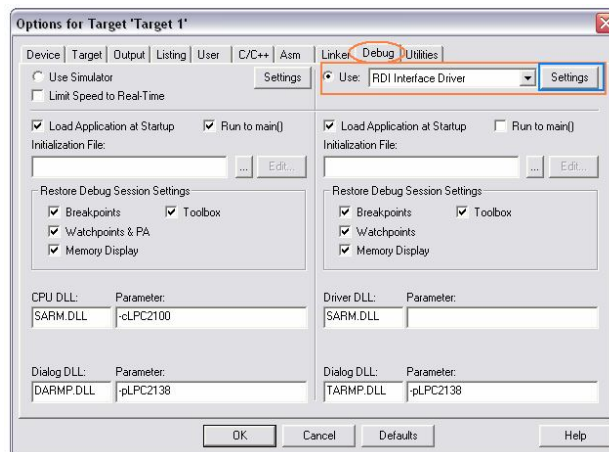 Options for Target 'Target 1'
Device Target Output Listing User C/C++ Asm Linker Debug Utilities
Use Simulator Settings
Limit Speed to Real-Time
Use: RDI Interface Driver Settings
Load Application at Startup Run to main()
Initialization File:
... Edit...
Load Application at Startup Run to main()
Initialization File:
... Edit...
Restore Debug Session Settings
Breakpoints Toolbox
Watchpoints & PA
Memory Display
Restore Debug Session Settings
Breakpoints Toolbox
Watchpoints
Memory Display
CPU DLL: Parameter:
SARM.DLL -cLPC2100
Driver DLL: Parameter:
SARM.DLL
Dialog DLL: Parameter:
DARMP.DLL -pLPC2138
Dialog DLL: Parameter:
TARMP.DLL -pLPC2138
OK Cancel Defaults Help